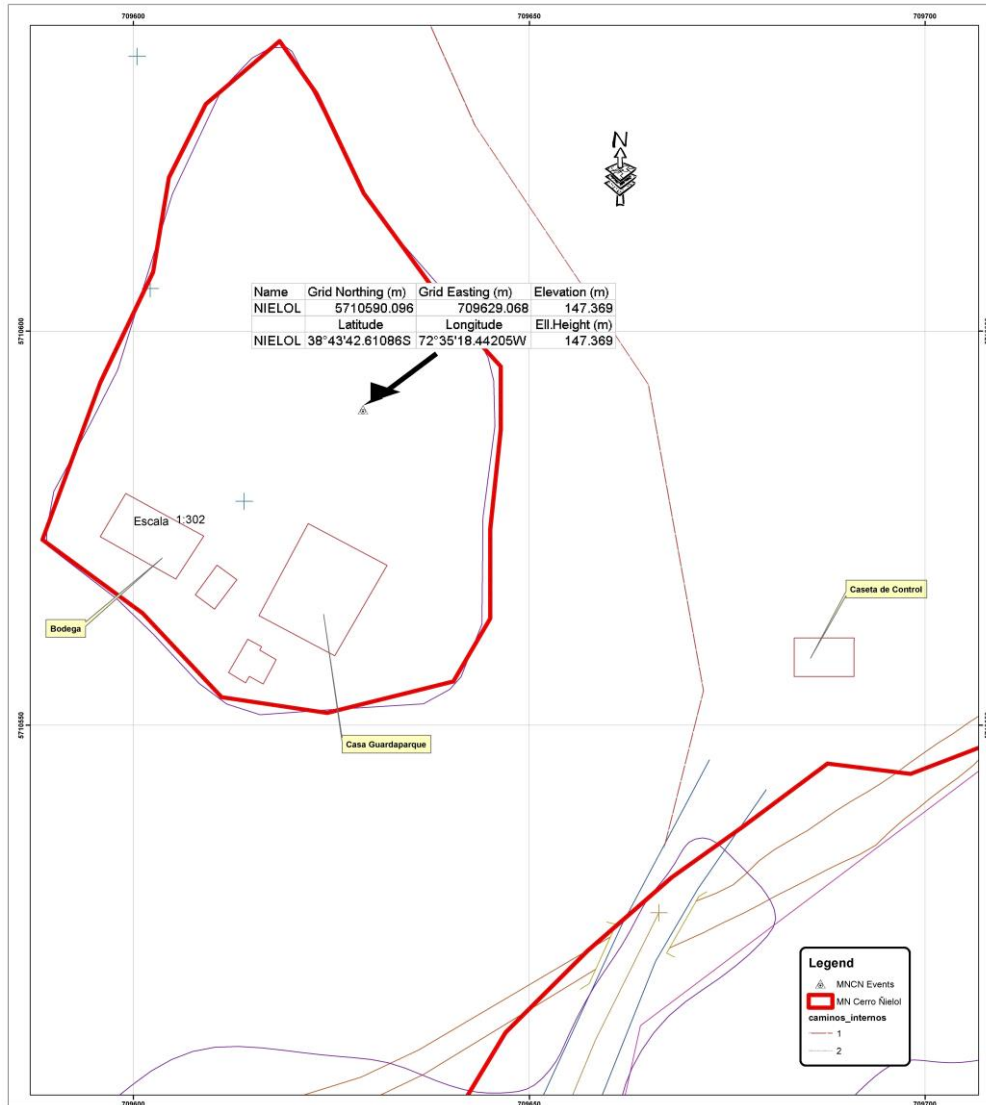 709600 709650 709700
N
Name Grid Northing (m) Grid Easting (m) Elevation (m)
NIELOL 5710590.096 709629.068 147.369
Latitude Longitude Ell.Height (m)
NIELOL 38°43'42.61086S 72°35'18.44205W 147.369
5710600
Escala 1:302
Caseta de Control
Bodega
5710550
Casa Guardaparque
Legend
MNCN Events
MN Cerro Ñielol
caminos_internos
1
2
709600 709650 709700